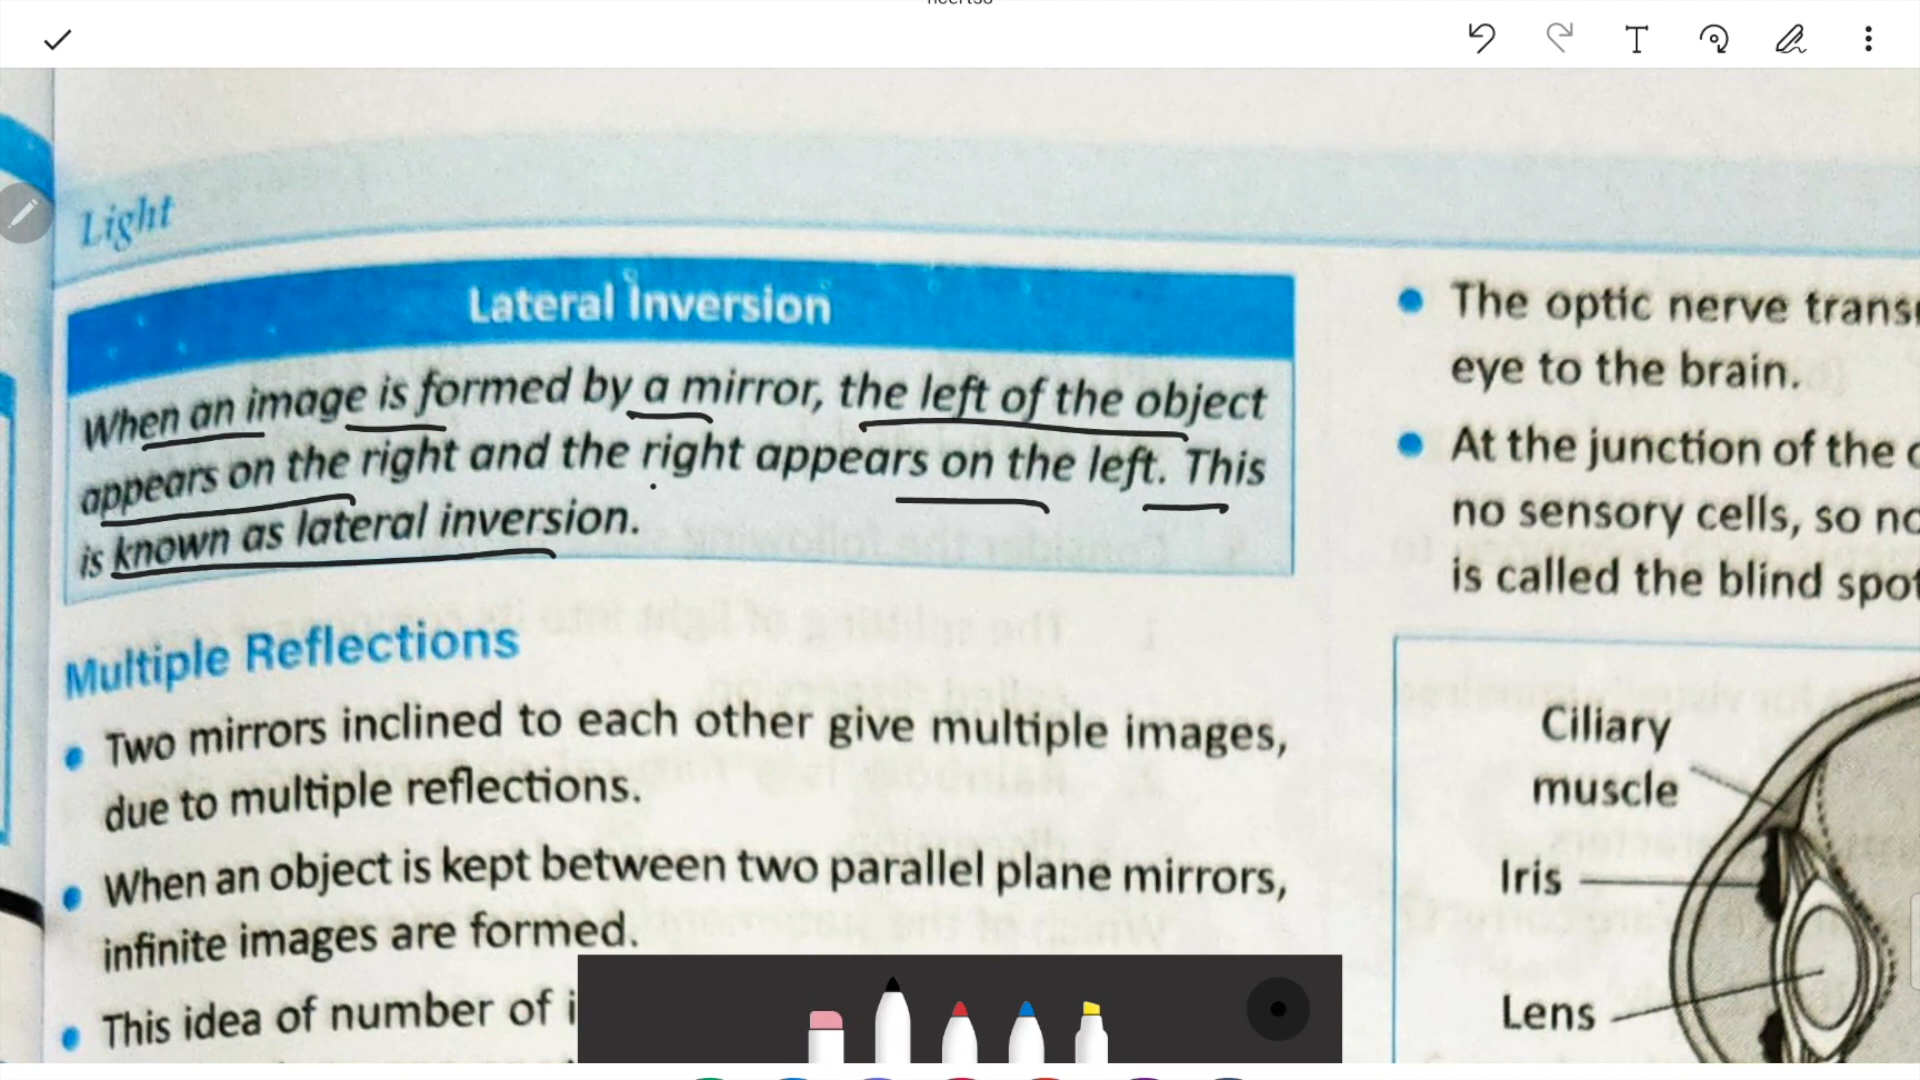 Light
Lateral Inversion
When an image is formed by a mirror, the left of the object
appears on the right and the right appears on the left. This
is known as lateral inversion.
Multiple Reflections
Two mirrors inclined to each other give multiple images,
due to multiple reflections.
When an object is kept between two parallel plane mirrors,
infinite images are formed.
This idea of number of i
The optic nerve trans
eye to the brain.
At the junction of the
no sensory cells, so no
is called the blind spot
Ciliary
muscle
Iris
Lens